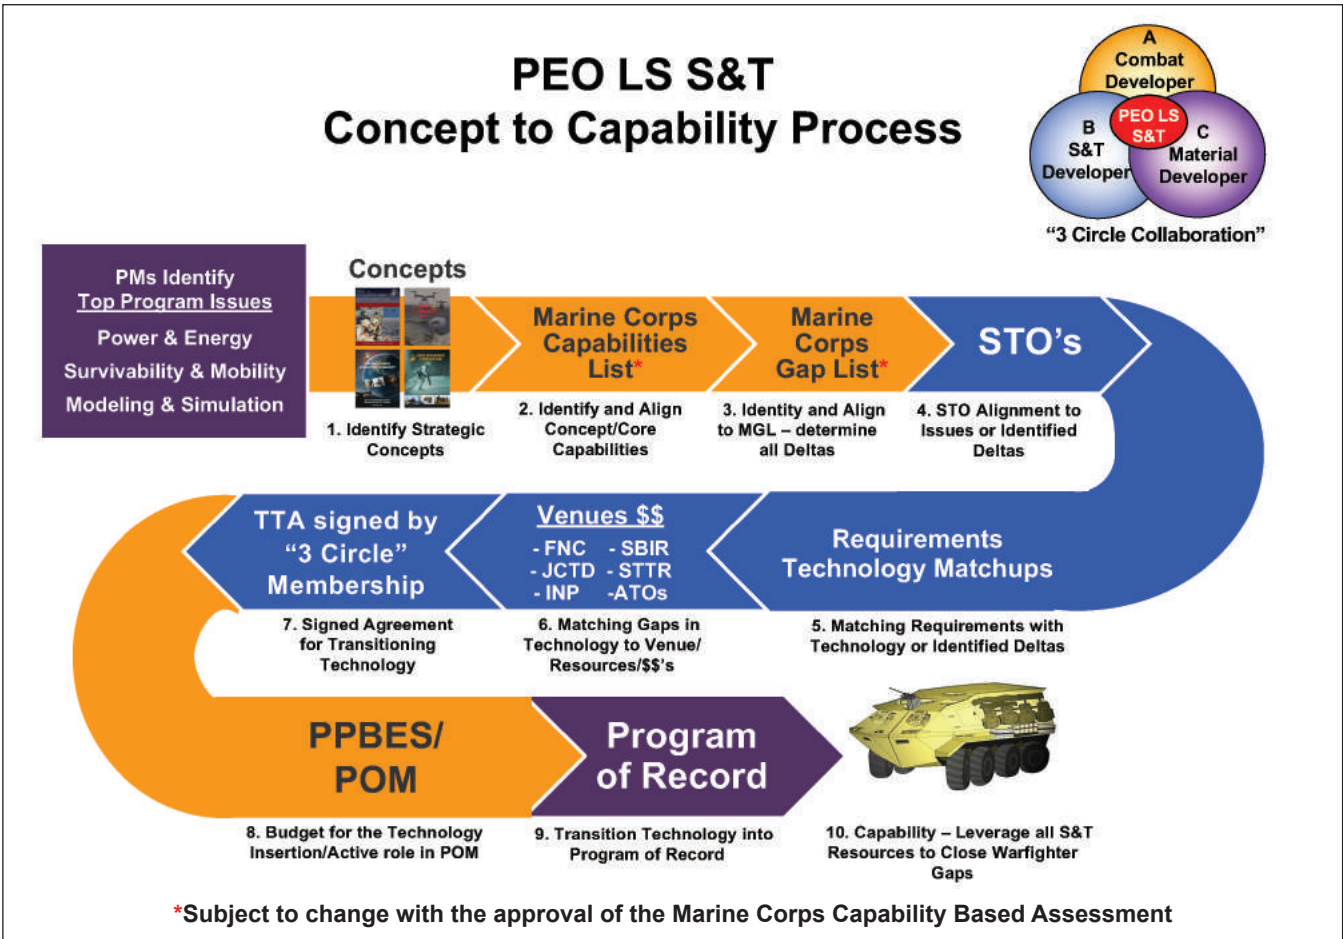 PEO LS S&T
Concept to Capability Process
A
Combat
Developer
PEO LS
S&T
B
S&T
Developer
C
Material
Developer
“3 Circle Collaboration”
PMs Identify
Top Program Issues
Power & Energy
Survivability & Mobility
Modeling & Simulation
Concepts
1. Identify Strategic
Concepts
Marine Corps
Capabilities
List*
2. Identify and Align
Concept/Core
Capabilities
Marine
Corps
Gap List*
3. Identity and Align
to MGL – determine
all Deltas
STO’s
4. STO Alignment to
Issues or Identified
Deltas
Requirements
Technology Matchups
5. Matching Requirements with
Technology or Identified Deltas
Venues $$
- FNC - SBIR
- JCTD - STTR
- INP -ATOs
6. Matching Gaps in
Technology to Venue/
Resources/$$’s
TTA signed by
“3 Circle”
Membership
7. Signed Agreement
for Transitioning
Technology
PPBES/
POM
8. Budget for the Technology
Insertion/Active role in POM
Program
of Record
9. Transition Technology into
Program of Record
10. Capability – Leverage all S&T
Resources to Close Warfighter
Gaps
*Subject to change with the approval of the Marine Corps Capability Based Assessment